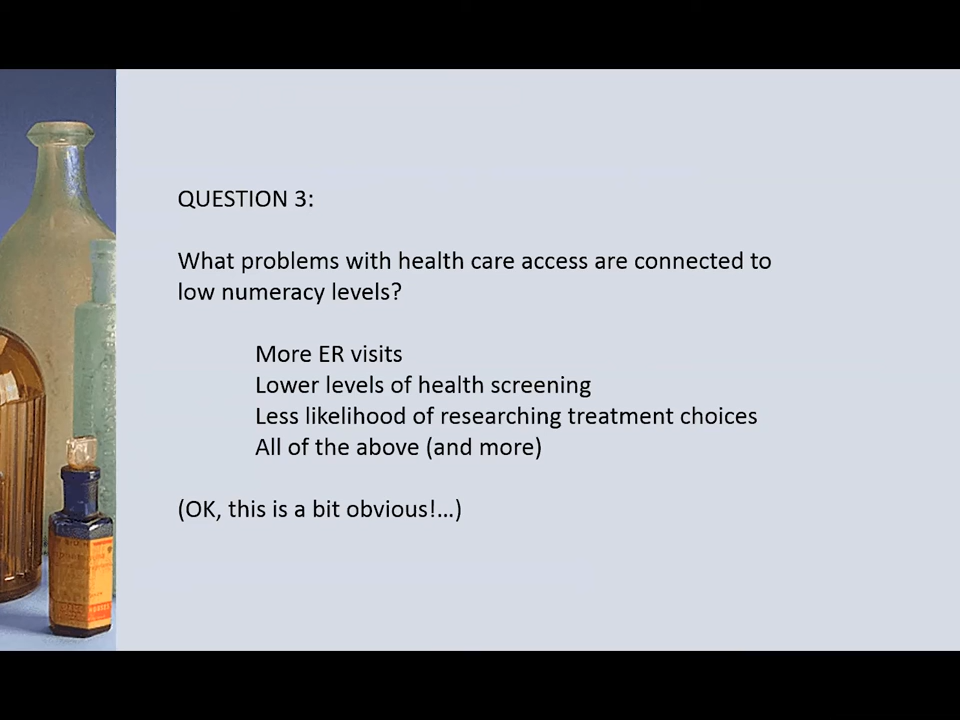 QUESTION 3:
What problems with health care access are connected to
low numeracy levels?
More ER visits
Lower levels of health screening
Less likelihood of researching treatment choices
All of the above (and more)
(OK, this is a bit obvious!...)